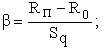 β = (R_П – R_0) / S_q ;